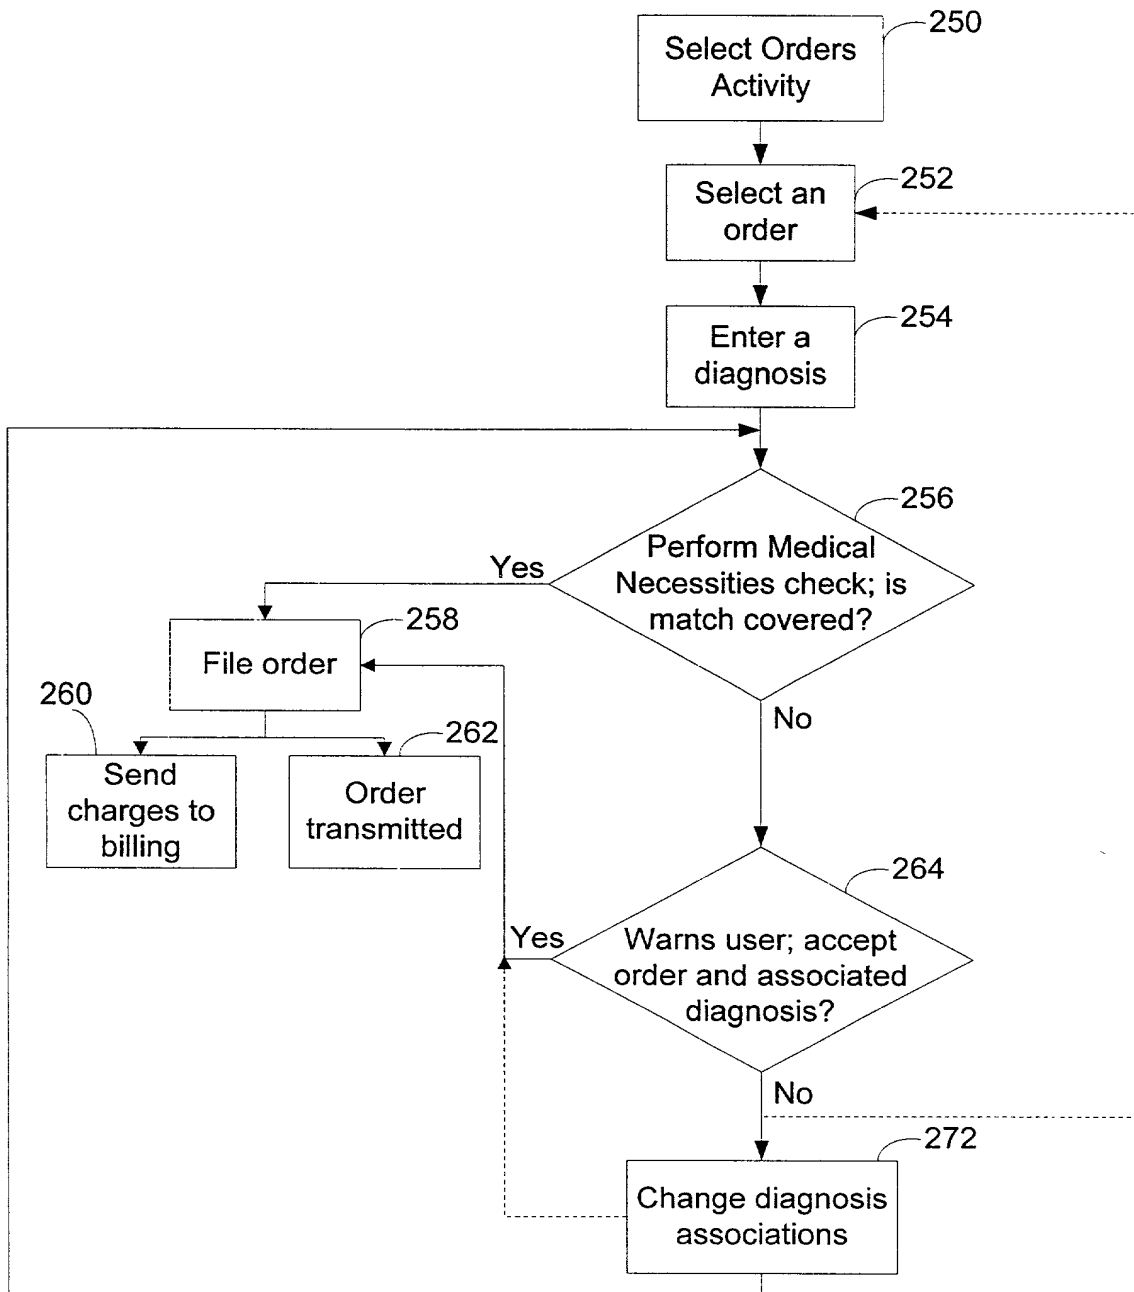 250
Select Orders
Activity
252
Select an
order
254
Enter a
diagnosis
256
Perform Medical
Necessities check; is
match covered?
Yes
No
258
File order
260
Send
charges to
billing
262
Order
transmitted
264
Warns user; accept
order and associated
diagnosis?
Yes
No
272
Change diagnosis
associations